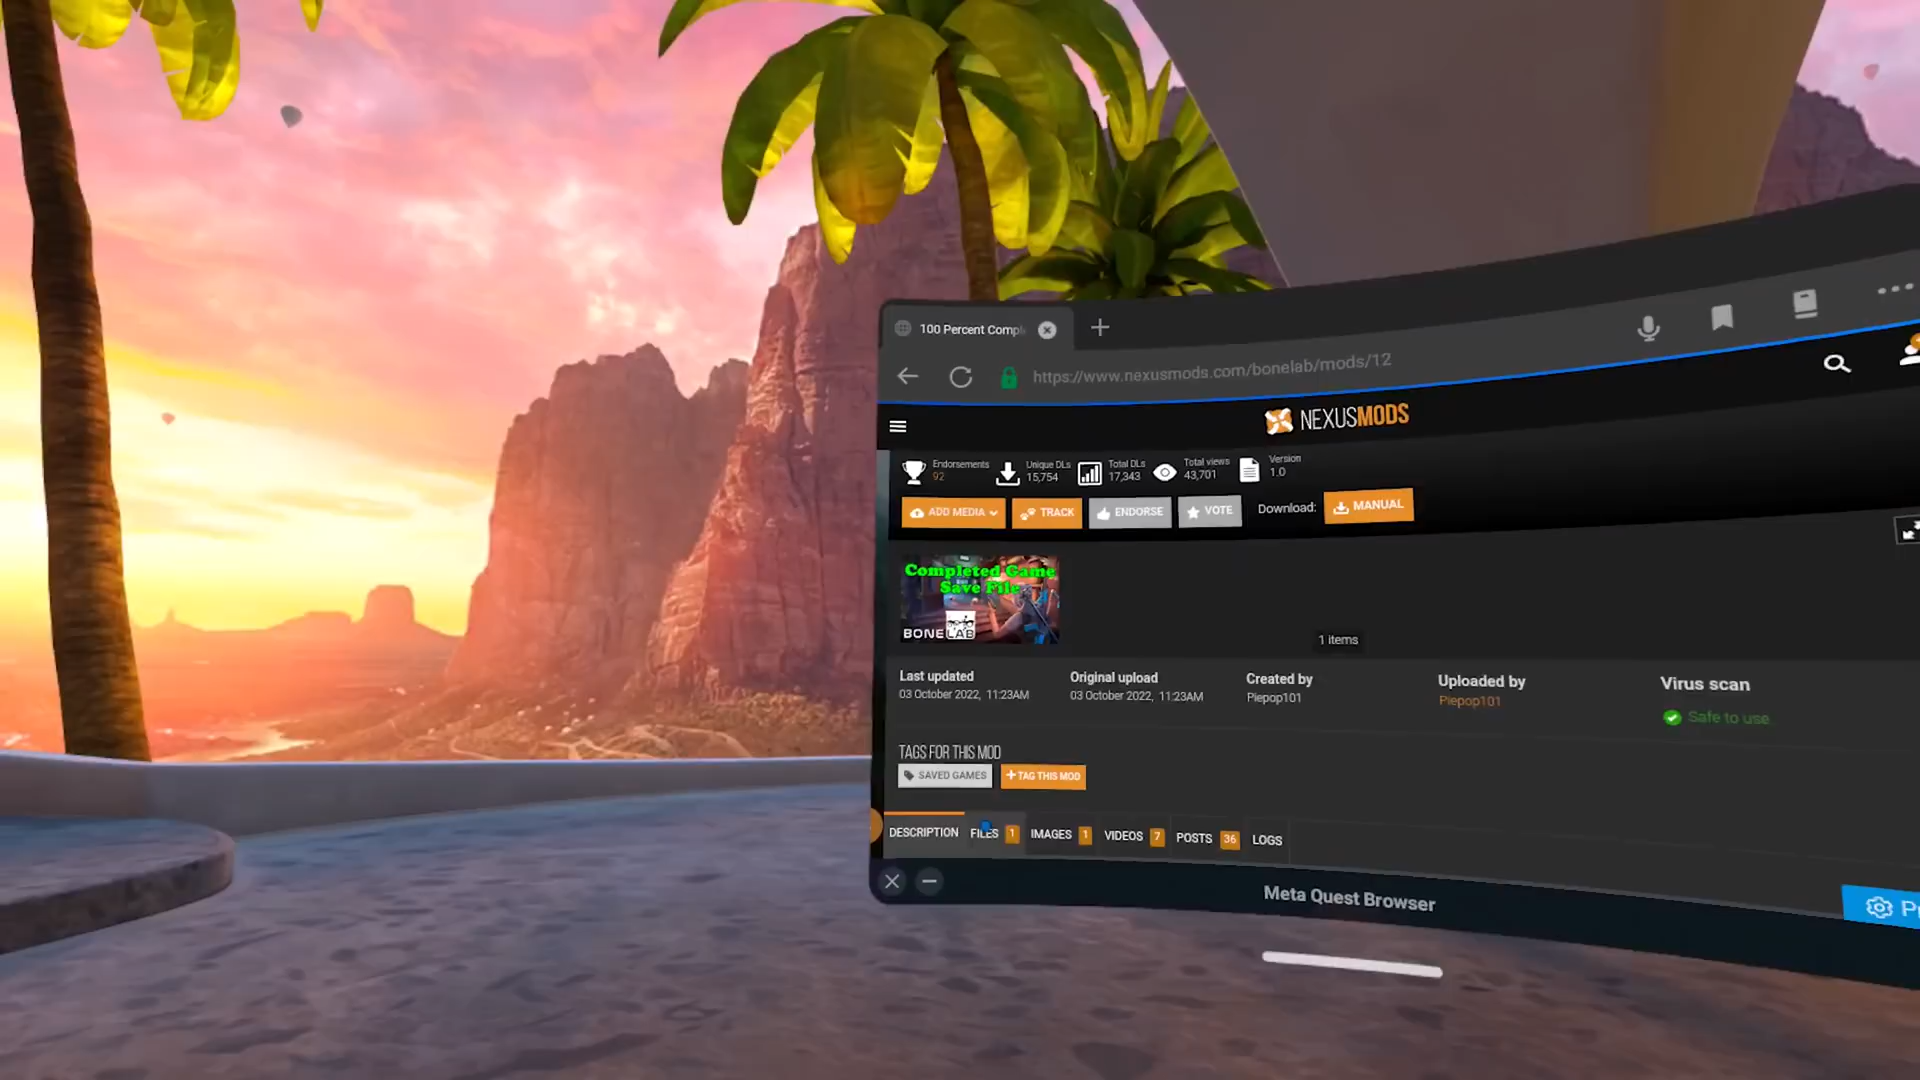 100 Percent Compl
https://www.nexusmods.com/bonelab/mods/12
NEXUSMODS
Endorsements
92
Unique DLs
15,754
Total DLs
17,343
Total views
43,701
Version
1.0
ADD MEDIA
TRACK
ENDORSE
VOTE
Download:
MANUAL
Completed Game
Save File
BONELAB
1 items
Last updated
03 October 2022, 11:23AM
Original upload
03 October 2022, 11:23AM
Created by
Piepop101
Uploaded by
Piepop101
Virus scan
Safe to use
TAGS FOR THIS MOD
SAVED GAMES
+ TAG THIS MOD
DESCRIPTION
FILES 1
IMAGES 1
VIDEOS 7
POSTS 36
LOGS
Meta Quest Browser